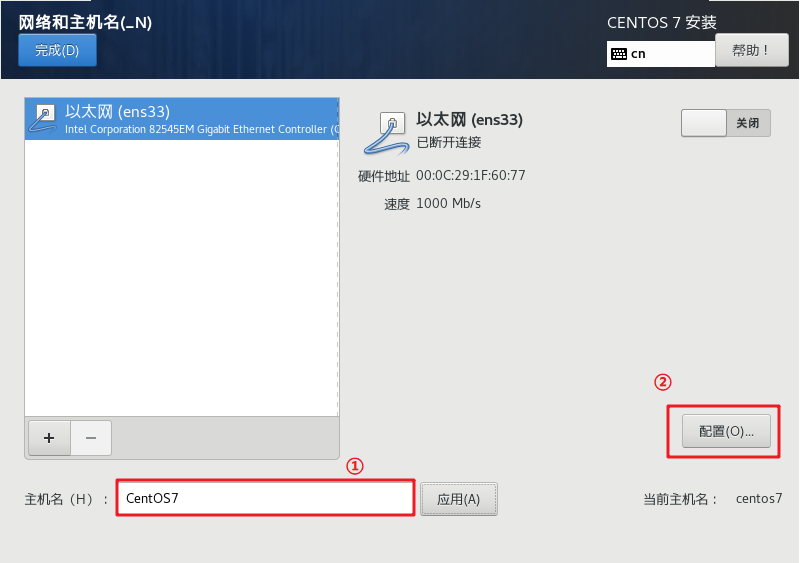 网络和主机名(_N)
CENTOS 7 安装
完成(D)
cn
帮助！
以太网 (ens33)
Intel Corporation 82545EM Gigabit Ethernet Controller (C
以太网 (ens33)
已断开连接
关闭
硬件地址 00:0C:29:1F:60:77
速度 1000 Mb/s
②
配置(O)...
+ −
①
主机名（H）： CentOS7 应用(A) 当前主机名： centos7